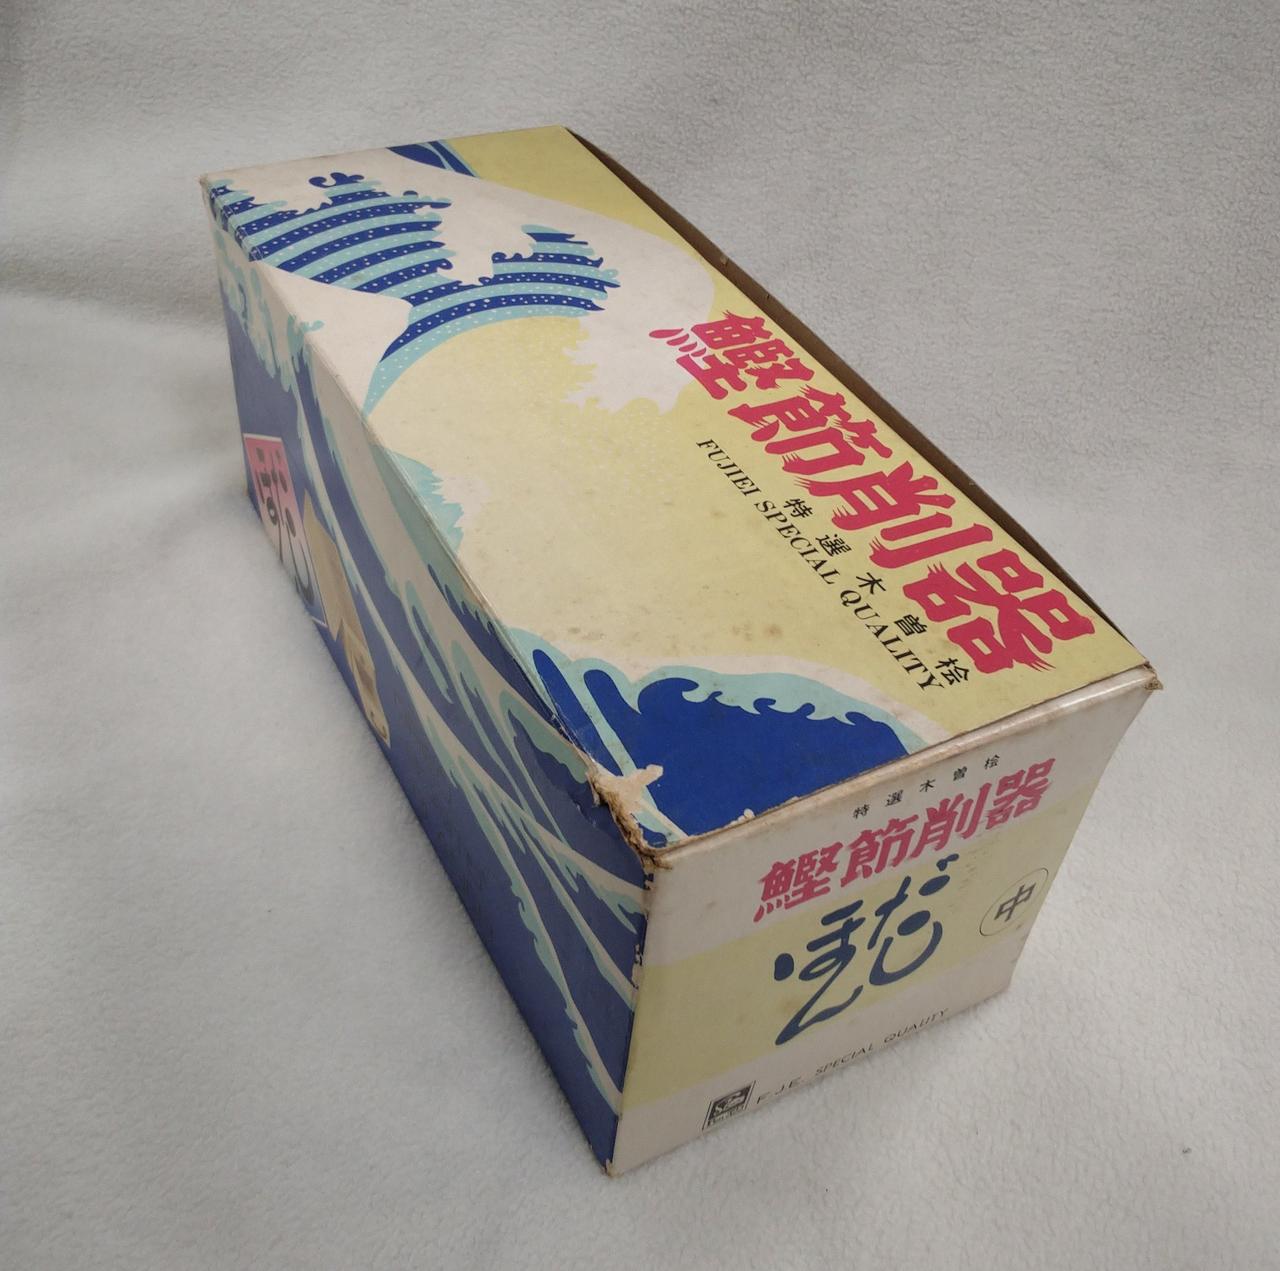 鰹節削器
特選木曽桧
FUJIEI SPECIAL QUALITY
特選木曽桧
鰹節削器
ほん
だし
中
F.J.E. SPECIAL QUALITY